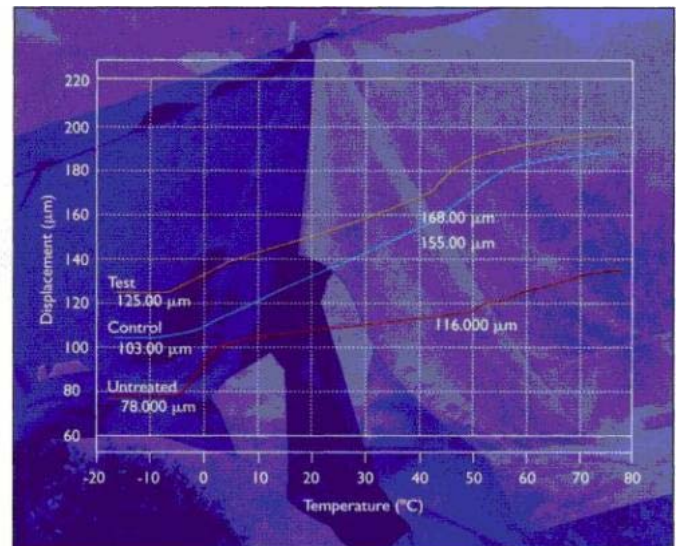 220
200
180
160
140
120
100
80
60
Displacement (μm)
168.00 μm
155.00 μm
Test
125.00 μm
Control
103.00 μm
116.000 μm
Untreated
78.000 μm
-20 -10 0 10 20 30 40 50 60 70 80
Temperature (°C)